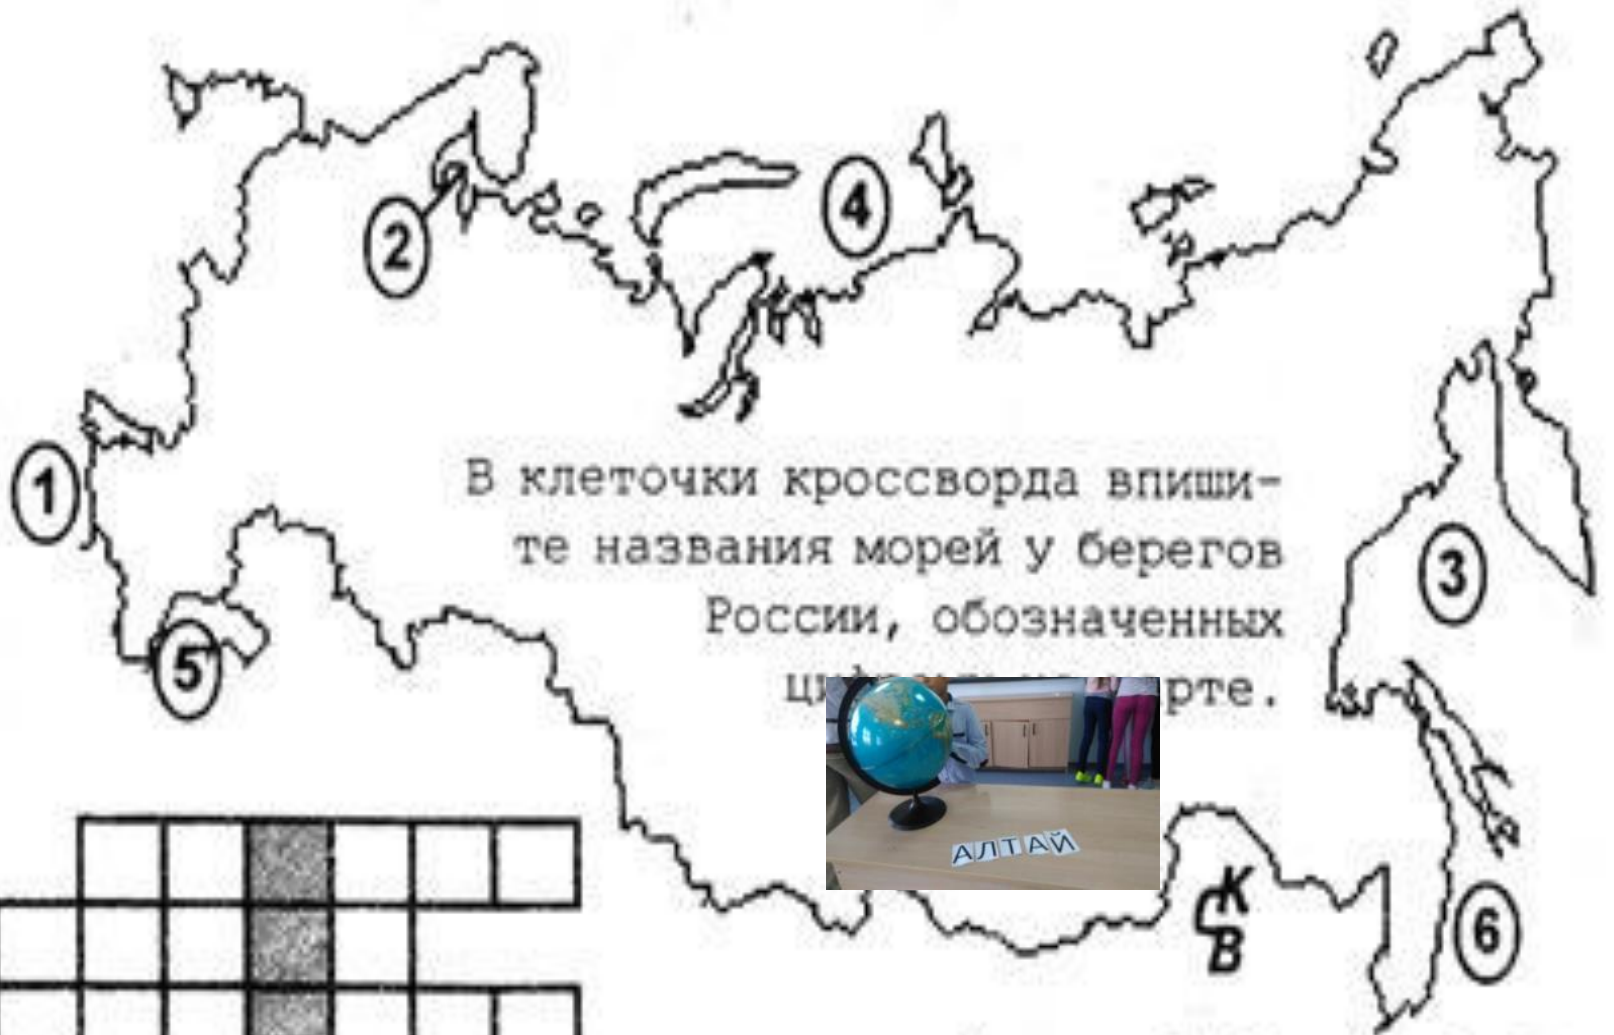 2
4
1
В клеточки кроссворда впиши-
те названия морей у берегов
России, обозначенных
рте.
3
5
АЛТАЙ
К
В
6